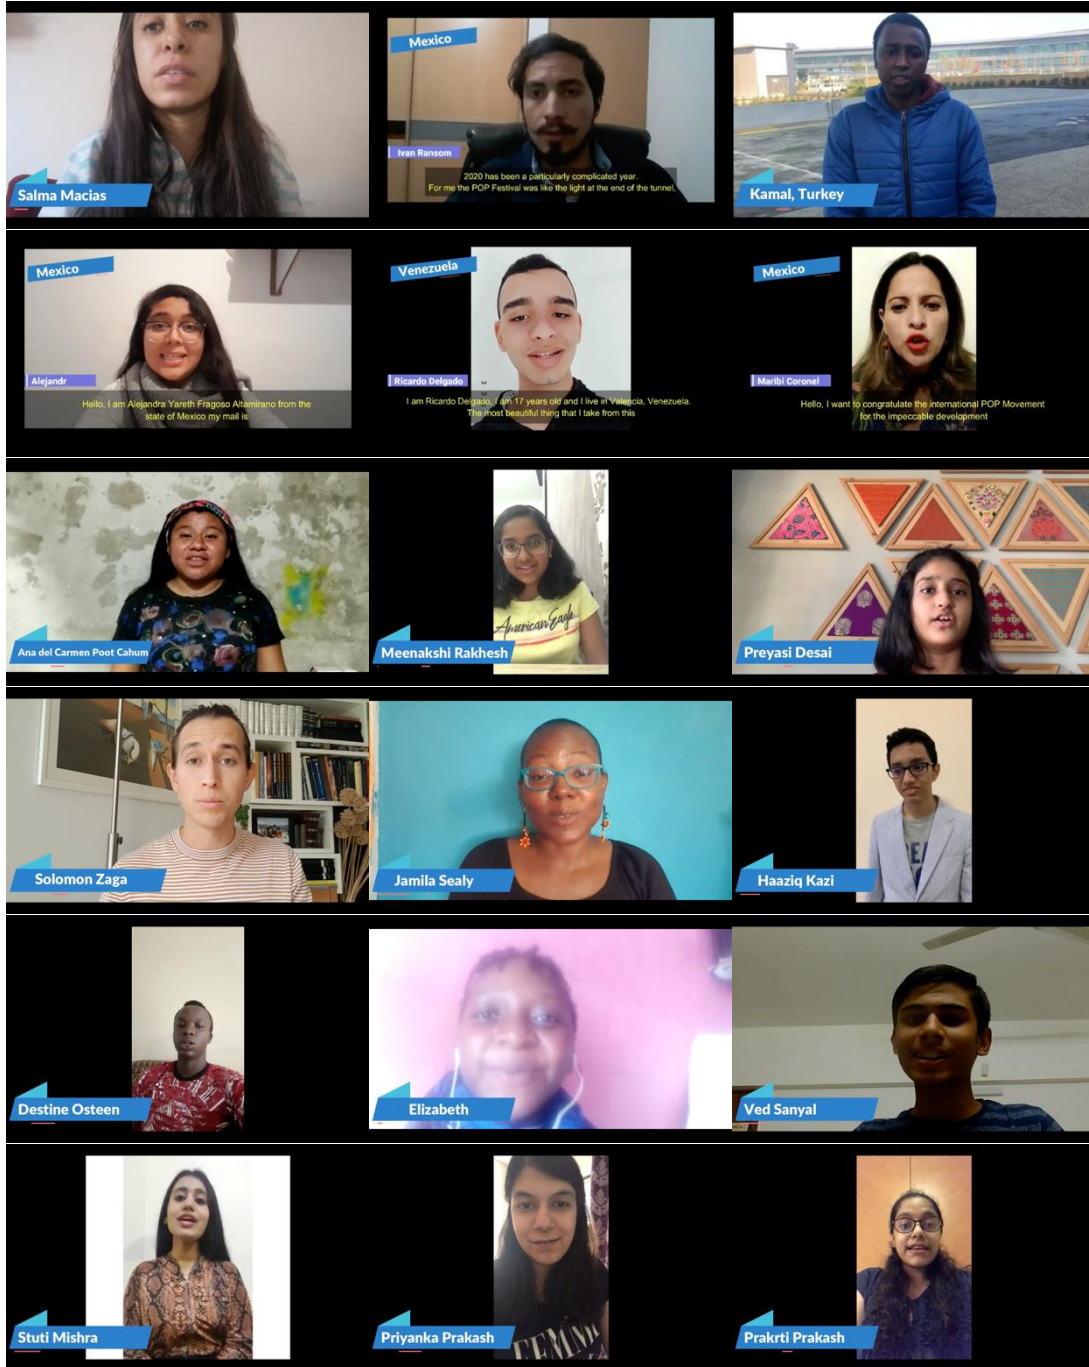 Salma Macias
Mexico
Ivan Ransom
2020 has been a particularly complicated year.
For me the POP Festival was like the light at the end of the tunnel,
Kamal, Turkey
Mexico
Alejandr
Hello, I am Alejandra Yareth Fragoso Altamirano from the
state of Mexico my mail is
Venezuela
Ricardo Delgado
I am Ricardo Delgado, I am 17 years old and I live in Valencia, Venezuela.
The most beautiful thing that I take from this
Mexico
Maribi Coronel
Hello, I want to congratulate the international POP Movement
for the impeccable development
Ana del Carmen Poot Cahum
American Eagle
Meenakshi Rakhesh
Preyasi Desai
Solomon Zaga
Jamila Sealy
Haaziq Kazi
Destine Osteen
Elizabeth
Ved Sanyal
Stuti Mishra
Priyanka Prakash
Prakrti Prakash